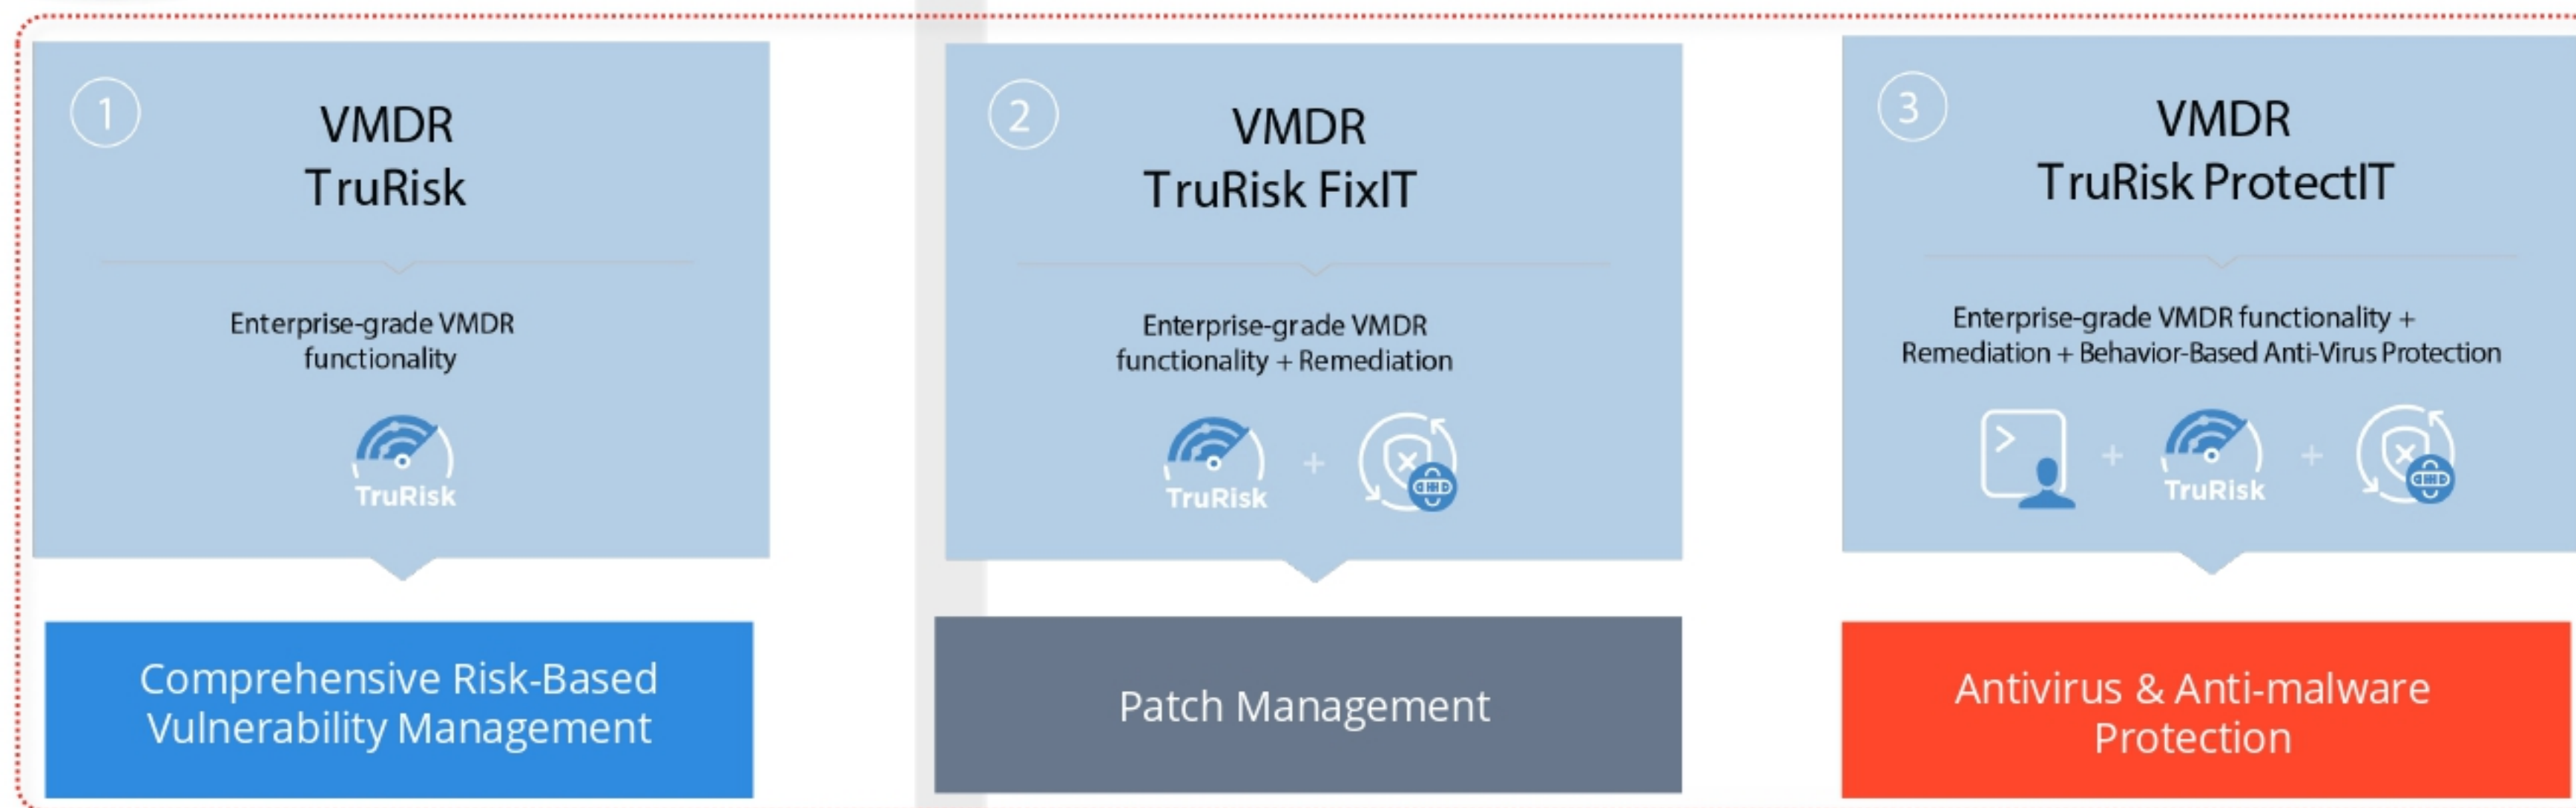 1
VMDR
TruRisk
Enterprise-grade VMDR
functionality
TruRisk
Comprehensive Risk-Based
Vulnerability Management
2
VMDR
TruRisk FixIT
Enterprise-grade VMDR
functionality + Remediation
TruRisk
+
Patch Management
3
VMDR
TruRisk ProtectIT
Enterprise-grade VMDR functionality +
Remediation + Behavior-Based Anti-Virus Protection
+
TruRisk
+
Antivirus & Anti-malware
Protection